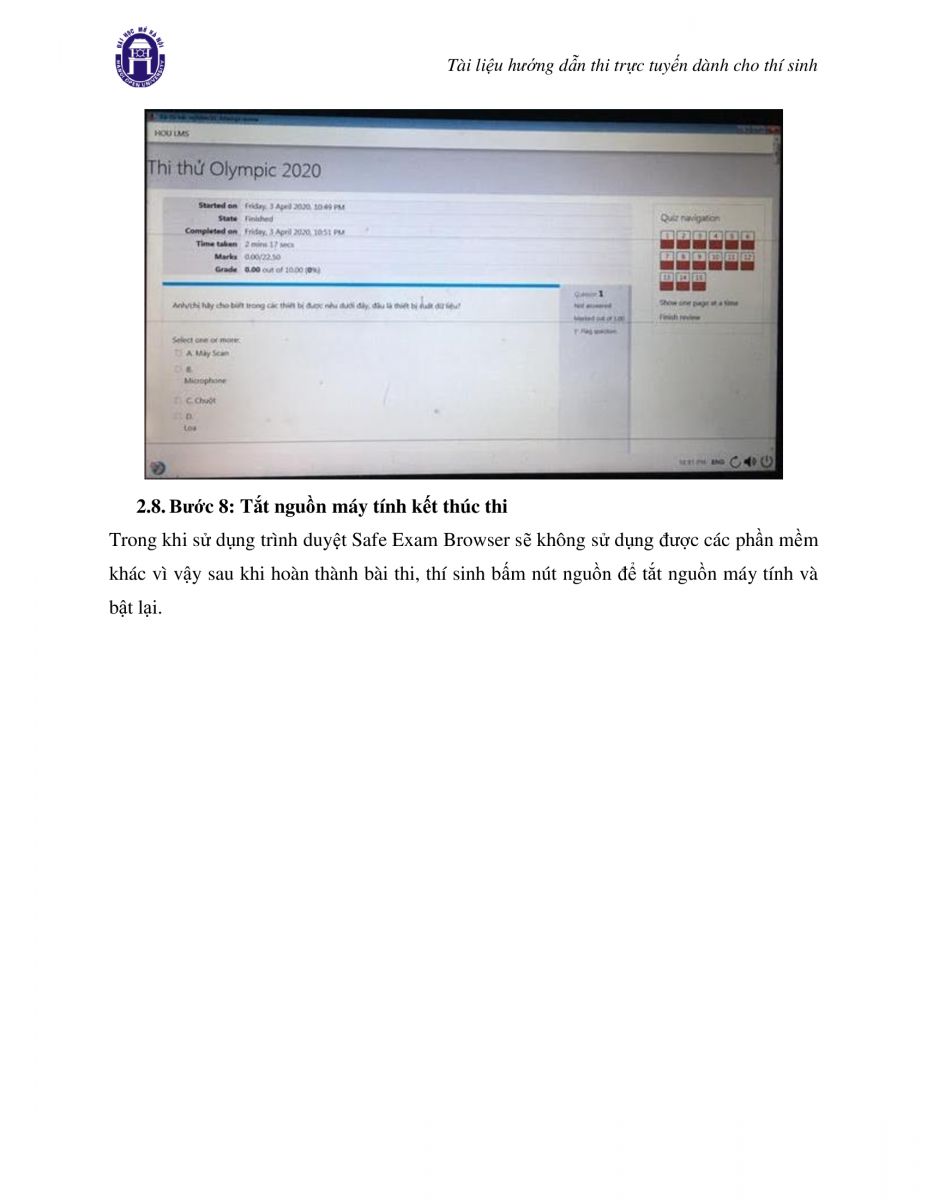 ĐẠI HỌC MỞ HÀ NỘI
HANOI OPEN UNIVERSITY
Tài liệu hướng dẫn thi trực tuyến dành cho thí sinh
HOU LMS
Thi thử Olympic 2020
Started on Friday, 3 April 2020, 10:49 PM
State Finished
Completed on Friday, 3 April 2020, 10:51 PM
Time taken 2 mins 17 secs
Marks 0.00/22.50
Grade 0.00 out of 10.00 (0%)
Quiz navigation
1 2 3 4 5 6
7 8 9 10 11 12
13 14 15
Show one page at a time
Finish review
Question 1
Not answered
Marked out of 1.00
Flag question
Anh/chị hãy cho biết trong các thiết bị được nêu dưới đây, đâu là thiết bị xuất dữ liệu?
Select one or more:
A. Máy Scan
B.
Microphone
C. Chuột
D.
Loa
10:51 PM ENG
2.8. Bước 8: Tắt nguồn máy tính kết thúc thi
Trong khi sử dụng trình duyệt Safe Exam Browser sẽ không sử dụng được các phần mềm
khác vì vậy sau khi hoàn thành bài thi, thí sinh bấm nút nguồn để tắt nguồn máy tính và
bật lại.